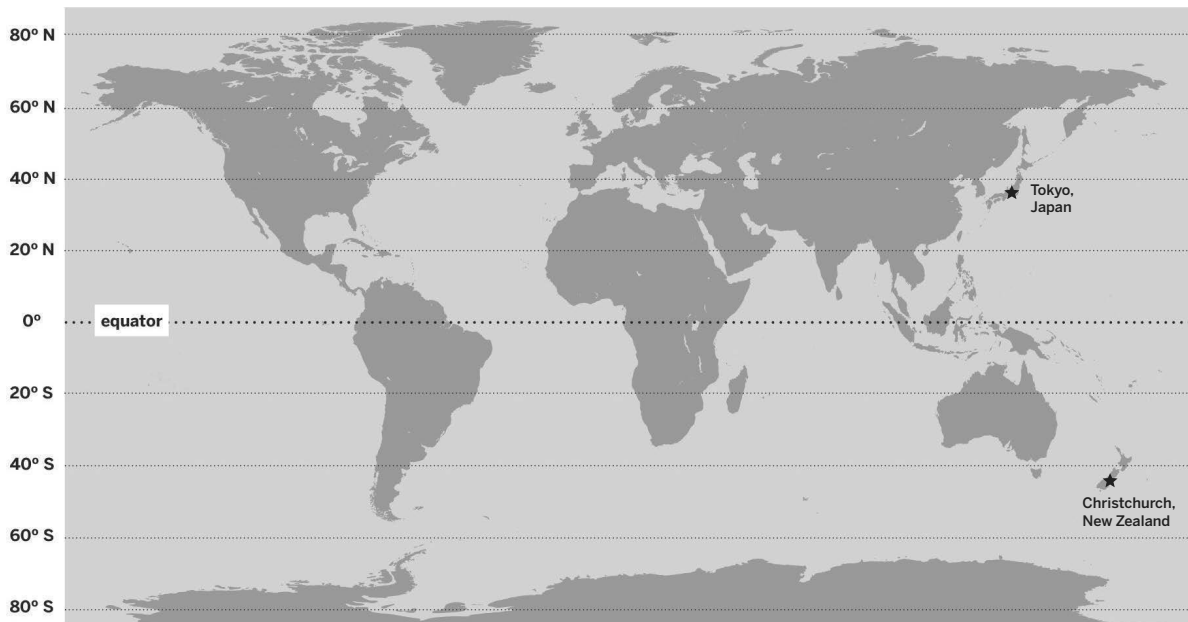 80º N
60º N
40º N
Tokyo,
Japan
20º N
0º
equator
20º S
40º S
Christchurch,
New Zealand
60º S
80º S